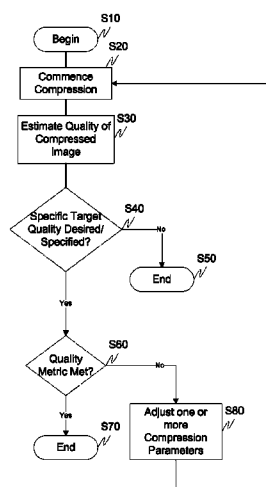 S10
Begin
S20
Commence
Compression
S30
Estimate Quality of
Compressed
Image
S40
Specific Target
Quality Desired/
Specified?
No
S50
End
Yes
S60
Quality
Metric Met?
No
Yes
S70
End
S80
Adjust one or
more
Compression
Parameters